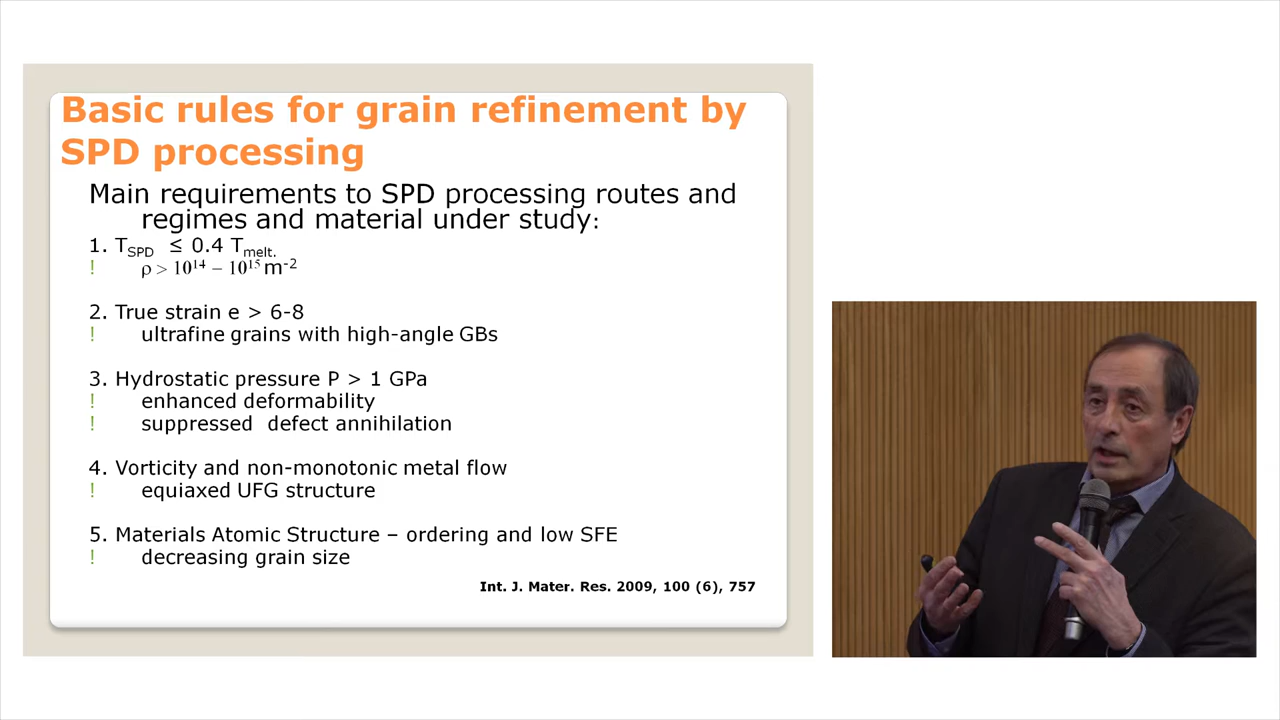 Basic rules for grain refinement by
SPD processing
Main requirements to SPD processing routes and
regimes and material under study:
1. TSPD ≤ 0.4 Tmelt.
! ρ > 10¹⁴ – 10¹⁵ m⁻²
2. True strain e > 6-8
! ultrafine grains with high-angle GBs
3. Hydrostatic pressure P > 1 GPa
! enhanced deformability
! suppressed defect annihilation
4. Vorticity and non-monotonic metal flow
! equiaxed UFG structure
5. Materials Atomic Structure – ordering and low SFE
! decreasing grain size
Int. J. Mater. Res. 2009, 100 (6), 757